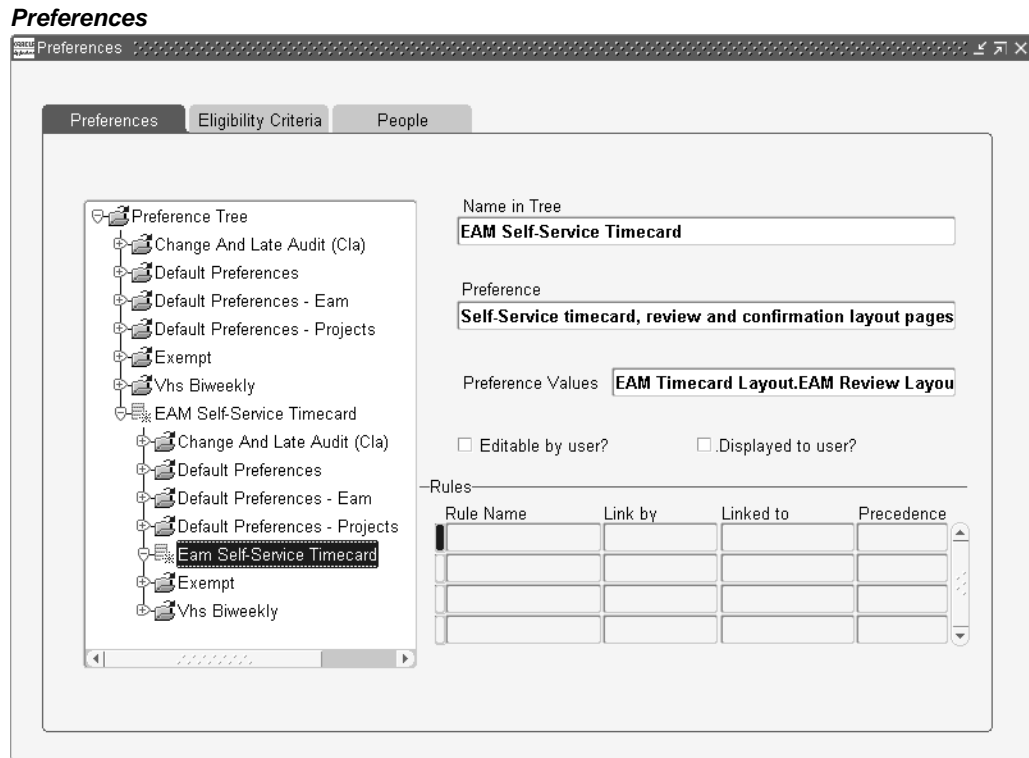 Preferences
Preferences
Preferences Eligibility Criteria People
Preference Tree
Change And Late Audit (Cla)
Default Preferences
Default Preferences - Eam
Default Preferences - Projects
Exempt
Vhs Biweekly
EAM Self-Service Timecard
Change And Late Audit (Cla)
Default Preferences
Default Preferences - Eam
Default Preferences - Projects
Eam Self-Service Timecard
Exempt
Vhs Biweekly
Name in Tree
EAM Self-Service Timecard
Preference
Self-Service timecard, review and confirmation layout pages
Preference Values EAM Timecard Layout.EAM Review Layou
Editable by user? .Displayed to user?
Rules
Rule Name Link by Linked to Precedence